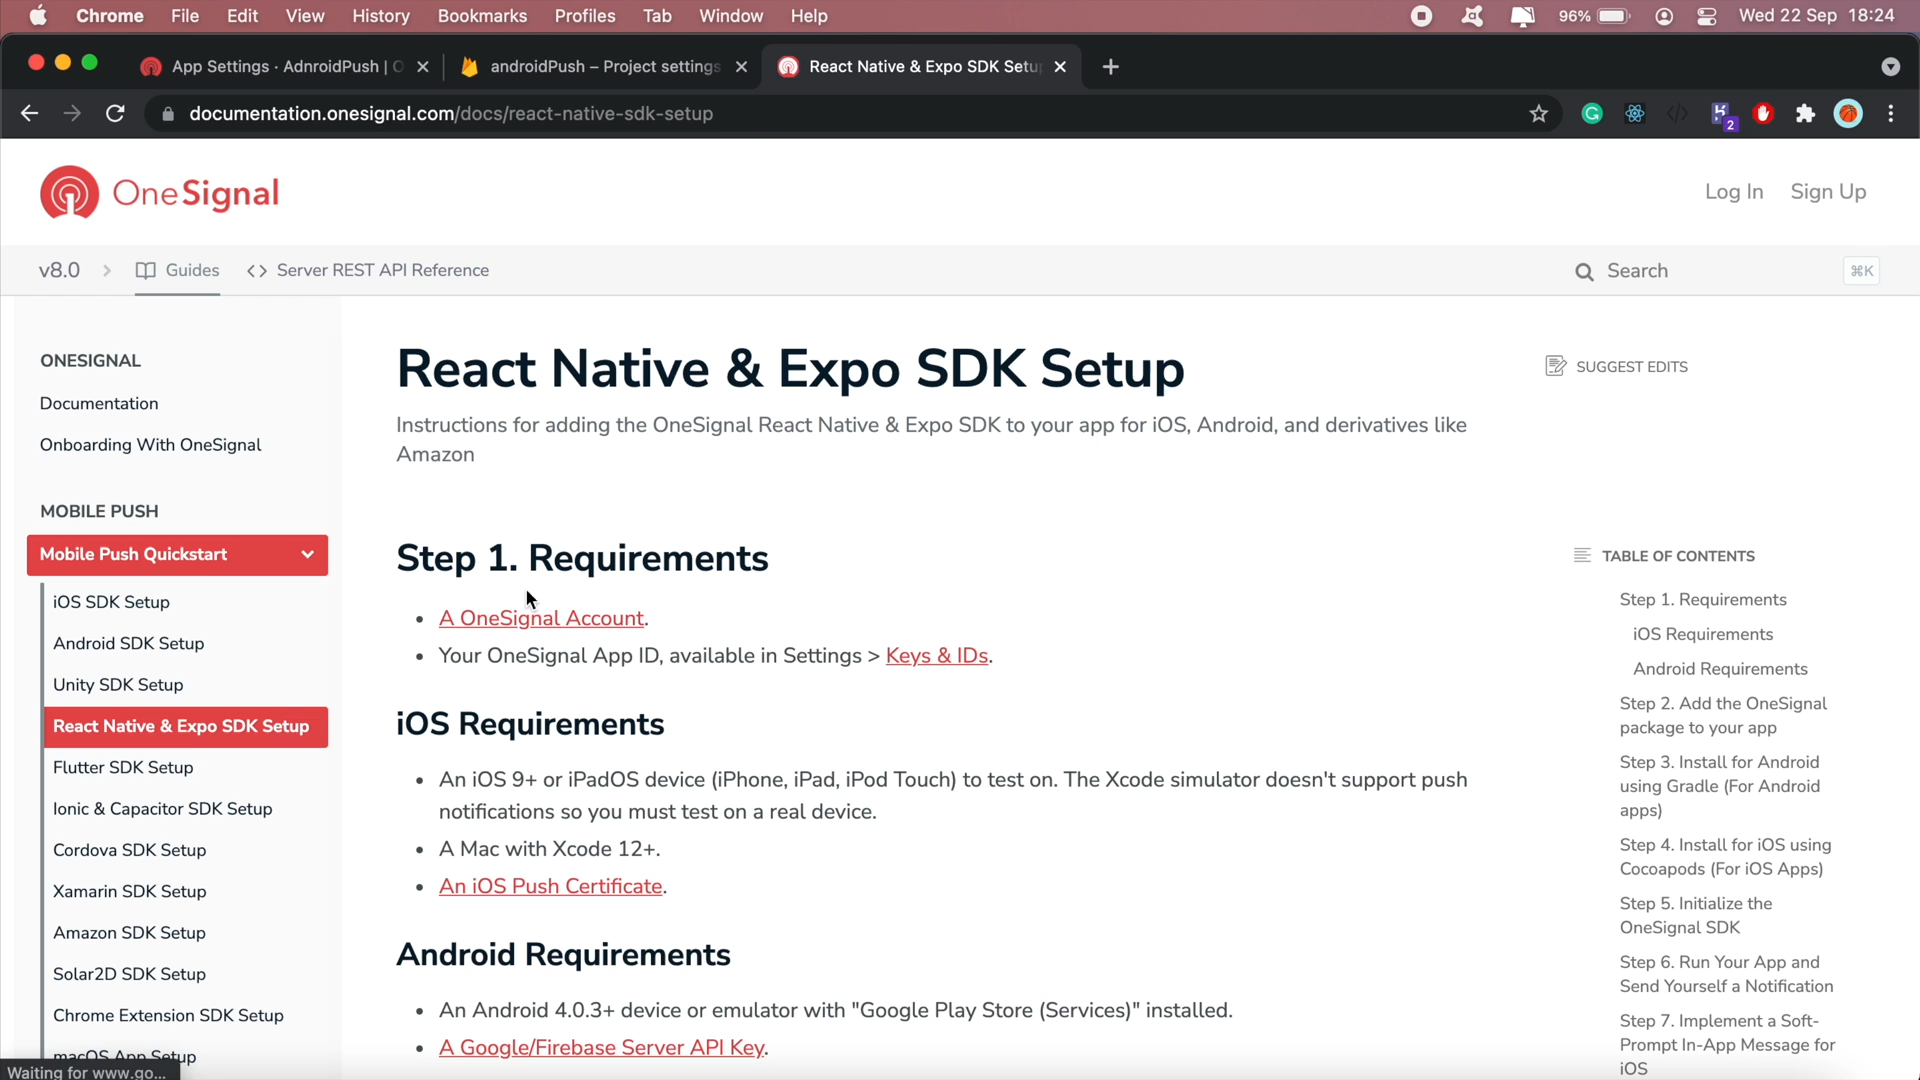 Chrome File Edit View History Bookmarks Profiles Tab Window Help 96% Wed 22 Sep 18:24
App Settings · AdnroidPush | O
androidPush – Project settings
React Native & Expo SDK Setu
documentation.onesignal.com/docs/react-native-sdk-setup
2
OneSignal
Log In Sign Up
v8.0 Guides <> Server REST API Reference
Search ⌘K
ONESIGNAL
Documentation
Onboarding With OneSignal
MOBILE PUSH
Mobile Push Quickstart
iOS SDK Setup
Android SDK Setup
Unity SDK Setup
React Native & Expo SDK Setup
Flutter SDK Setup
Ionic & Capacitor SDK Setup
Cordova SDK Setup
Xamarin SDK Setup
Amazon SDK Setup
Solar2D SDK Setup
Chrome Extension SDK Setup
macOS App Setup
Waiting for www.go...
React Native & Expo SDK Setup
Instructions for adding the OneSignal React Native & Expo SDK to your app for iOS, Android, and derivatives like
Amazon
Step 1. Requirements
• A OneSignal Account.
• Your OneSignal App ID, available in Settings > Keys & IDs.
iOS Requirements
• An iOS 9+ or iPadOS device (iPhone, iPad, iPod Touch) to test on. The Xcode simulator doesn't support push
notifications so you must test on a real device.
• A Mac with Xcode 12+.
• An iOS Push Certificate.
Android Requirements
• An Android 4.0.3+ device or emulator with "Google Play Store (Services)" installed.
• A Google/Firebase Server API Key.
SUGGEST EDITS
TABLE OF CONTENTS
Step 1. Requirements
iOS Requirements
Android Requirements
Step 2. Add the OneSignal
package to your app
Step 3. Install for Android
using Gradle (For Android
apps)
Step 4. Install for iOS using
Cocoapods (For iOS Apps)
Step 5. Initialize the
OneSignal SDK
Step 6. Run Your App and
Send Yourself a Notification
Step 7. Implement a Soft-
Prompt In-App Message for
iOS